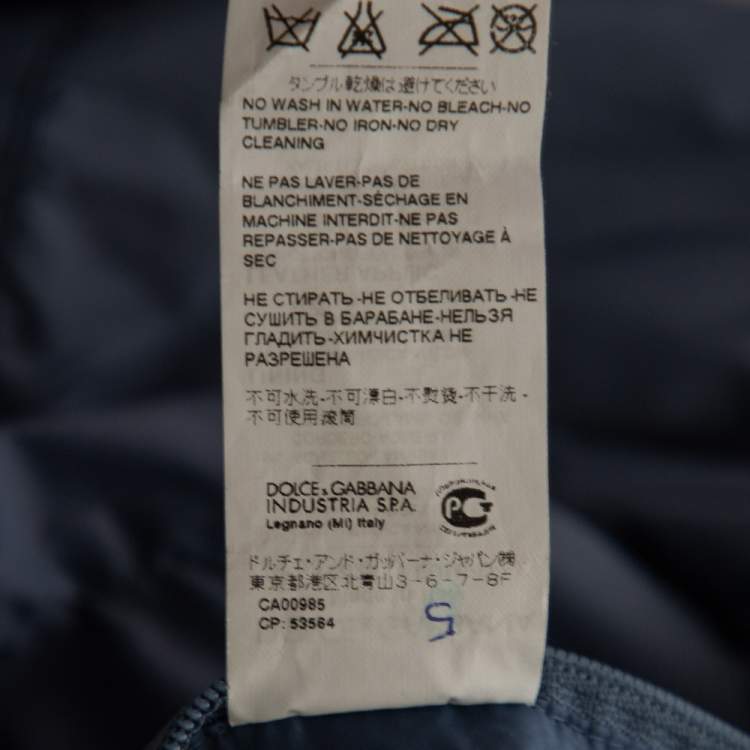 タンブル乾燥は避けてください
NO WASH IN WATER-NO BLEACH-NO
TUMBLER-NO IRON-NO DRY
CLEANING
NE PAS LAVER-PAS DE
BLANCHIMENT-SÉCHAGE EN
MACHINE INTERDIT-NE PAS
REPASSER-PAS DE NETTOYAGE À
SEC
НЕ СТИРАТЬ-НЕ ОТБЕЛИВАТЬ-НЕ
СУШИТЬ В БАРАБАНЕ-НЕЛЬЗЯ
ГЛАДИТЬ-ХИМЧИСТКА НЕ
РАЗРЕШЕНА
不可水洗-不可漂白-不熨烫-不干洗-
不可使用滚筒
DOLCE&GABBANA
INDUSTRIA S.P.A.
Legnano (Mi) Italy
PG
ドルチェ・アンド・ガッバーナ・ジャパン(株)
東京都港区北青山3-6-7-8F
CA00985
CP: 53564
5